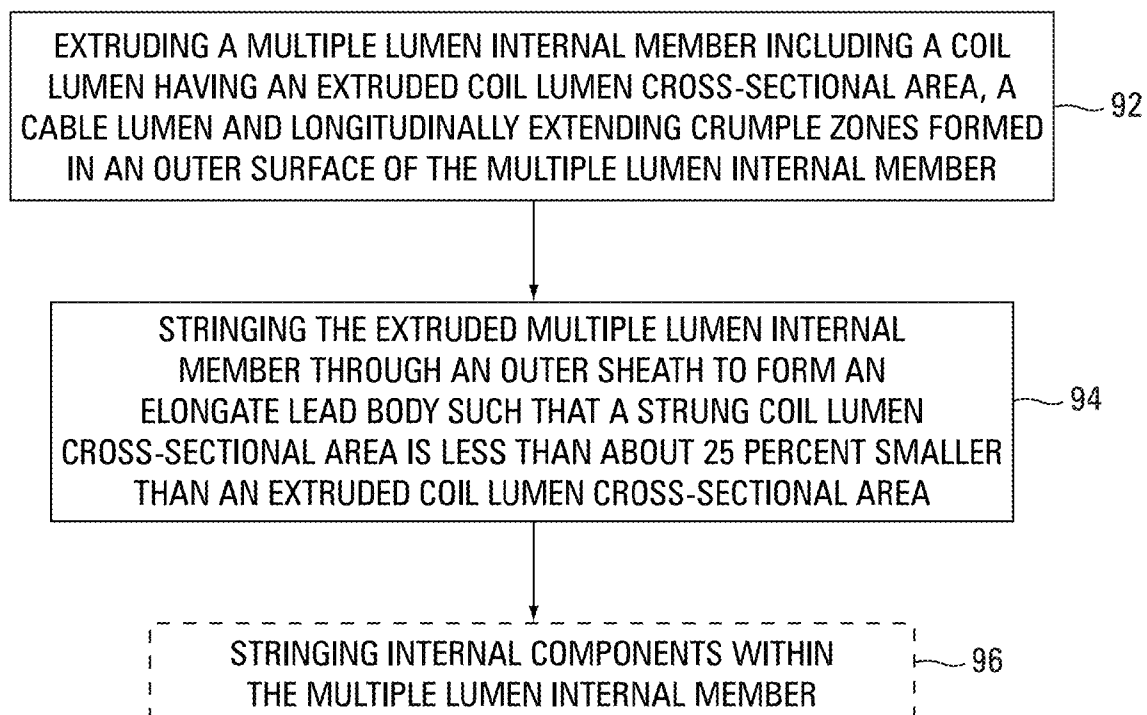 EXTRUDING A MULTIPLE LUMEN INTERNAL MEMBER INCLUDING A COIL
LUMEN HAVING AN EXTRUDED COIL LUMEN CROSS-SECTIONAL AREA, A
CABLE LUMEN AND LONGITUDINALLY EXTENDING CRUMPLE ZONES FORMED
IN AN OUTER SURFACE OF THE MULTIPLE LUMEN INTERNAL MEMBER
92
STRINGING THE EXTRUDED MULTIPLE LUMEN INTERNAL
MEMBER THROUGH AN OUTER SHEATH TO FORM AN
ELONGATE LEAD BODY SUCH THAT A STRUNG COIL LUMEN
CROSS-SECTIONAL AREA IS LESS THAN ABOUT 25 PERCENT SMALLER
THAN AN EXTRUDED COIL LUMEN CROSS-SECTIONAL AREA
94
STRINGING INTERNAL COMPONENTS WITHIN
THE MULTIPLE LUMEN INTERNAL MEMBER
96